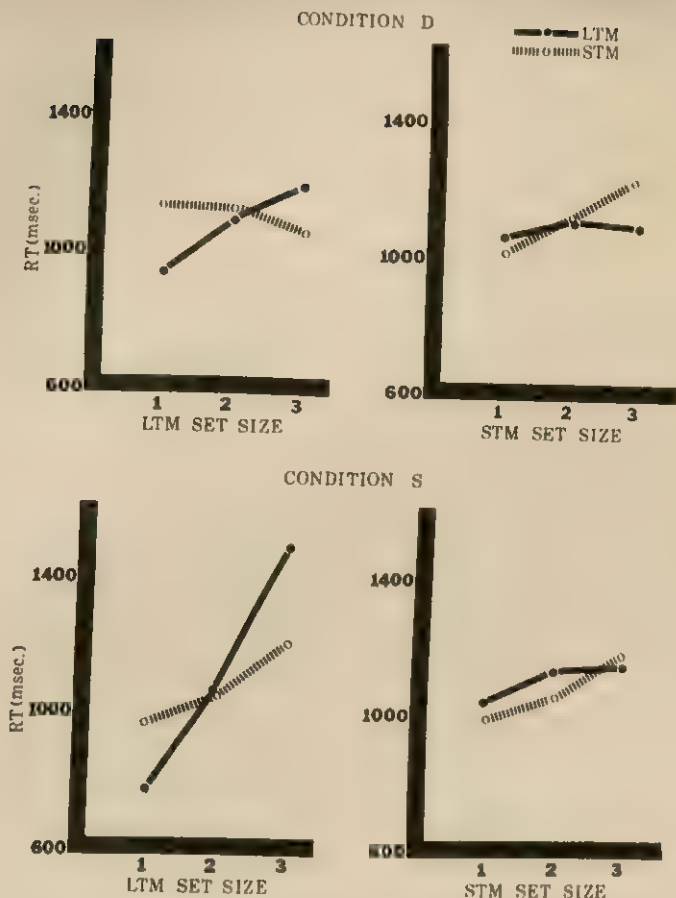 CONDITION D
LTM
STM
1400
1000
600
RT(msec.)
1 2 3
LTM SET SIZE
1400
1000
600
1 2 3
STM SET SIZE
CONDITION S
1400
1000
600
RT(msec.)
1 2 3
LTM SET SIZE
1400
1000
600
1 2 3
STM SET SIZE